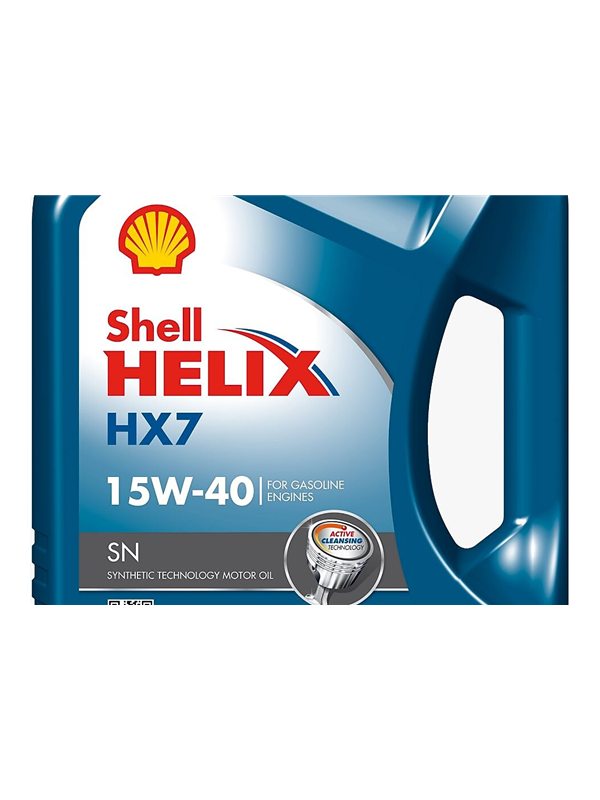 Shell
HELIX
HX7
15W-40
FOR GASOLINE
ENGINES
SN
SYNTHETIC TECHNOLOGY MOTOR OIL
ACTIVE
CLEANSING
TECHNOLOGY